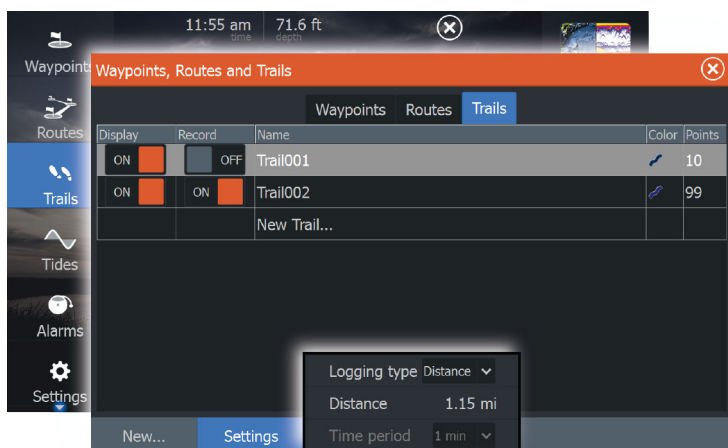 11:55 am 71.6 ft
time depth
Waypoints
Waypoints, Routes and Trails
Waypoints Routes Trails
Routes
Display Record Name Color Points
ON OFF Trail001 10
ON ON Trail002 99
Trails
New Trail...
Tides
Alarms
Settings
Logging type Distance
Distance 1.15 mi
New... Settings Time period 1 min